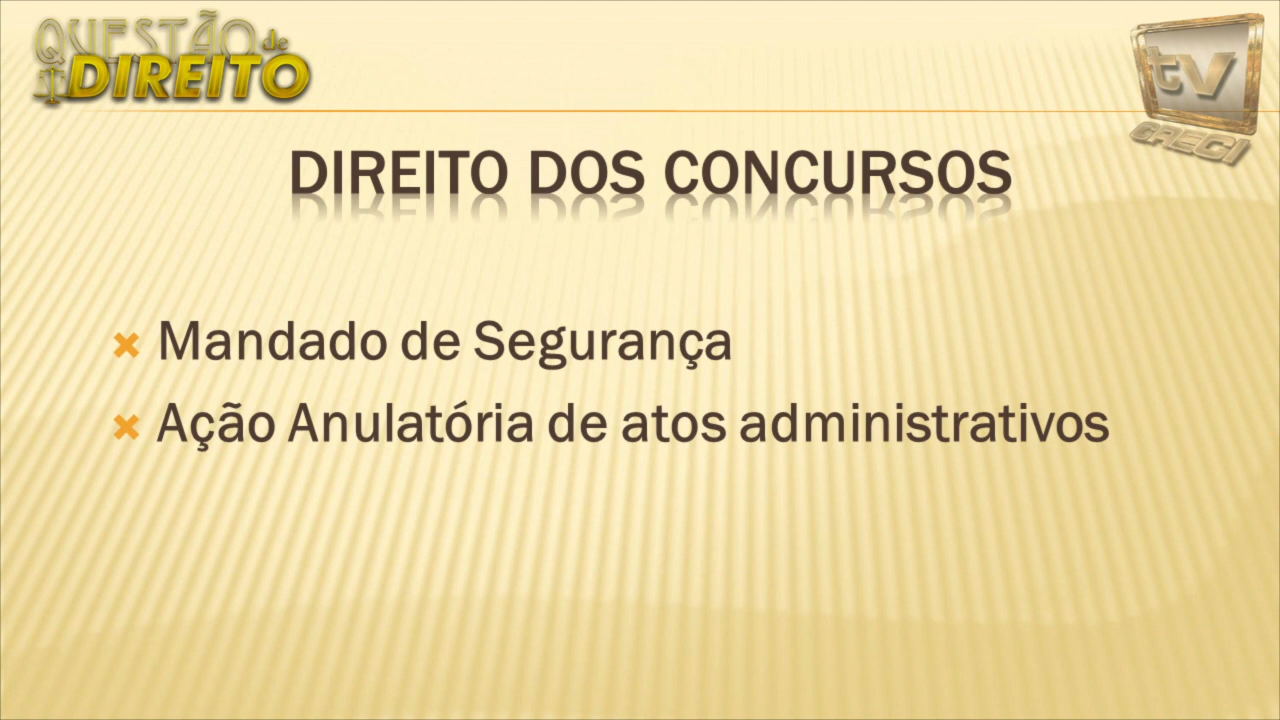 QUESTÃO de
DIREITO
tv
CRECI
DIREITO DOS CONCURSOS
Mandado de Segurança
Ação Anulatória de atos administrativos